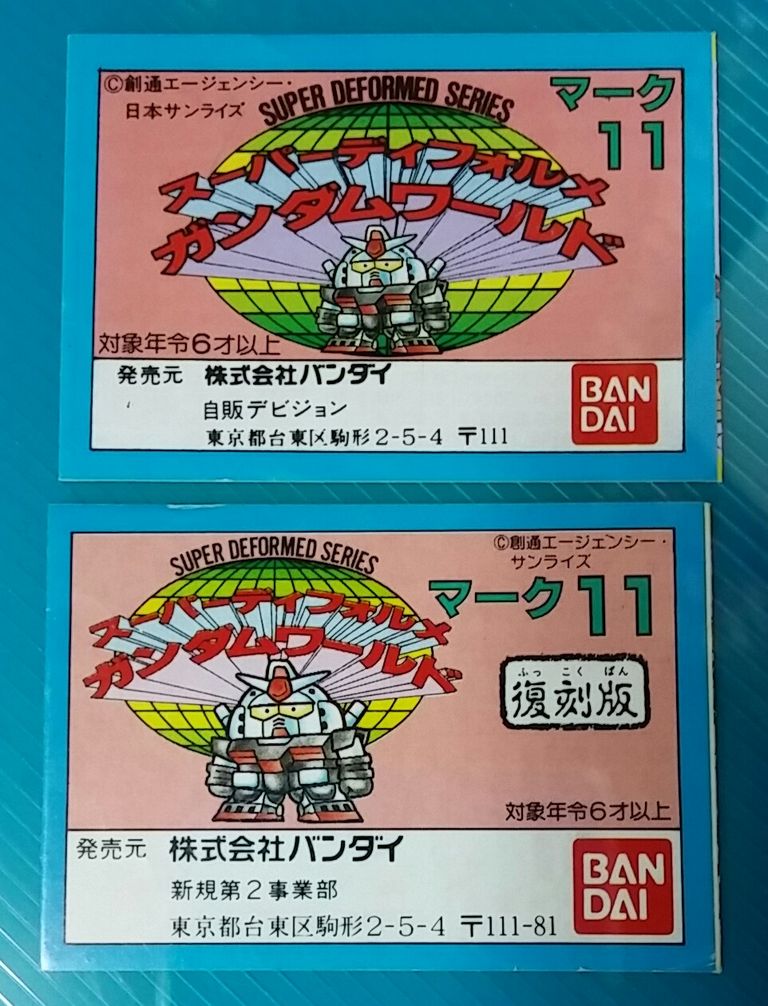 ©創通エージェンシー・
日本サンライズ
SUPER DEFORMED SERIES
マーク
11
スーパーディフォルメ
ガンダムワールド
対象年令6才以上
発売元 株式会社バンダイ
自販デビジョン
東京都台東区駒形2-5-4 〒111
BAN
DAI
SUPER DEFORMED SERIES
©創通エージェンシー・
サンライズ
マーク11
スーパーディフォルメ
ガンダムワールド
ふっこくばん
復刻版
対象年令6才以上
発売元 株式会社バンダイ
新規第2事業部
東京都台東区駒形2-5-4 〒111-81
BAN
DAI